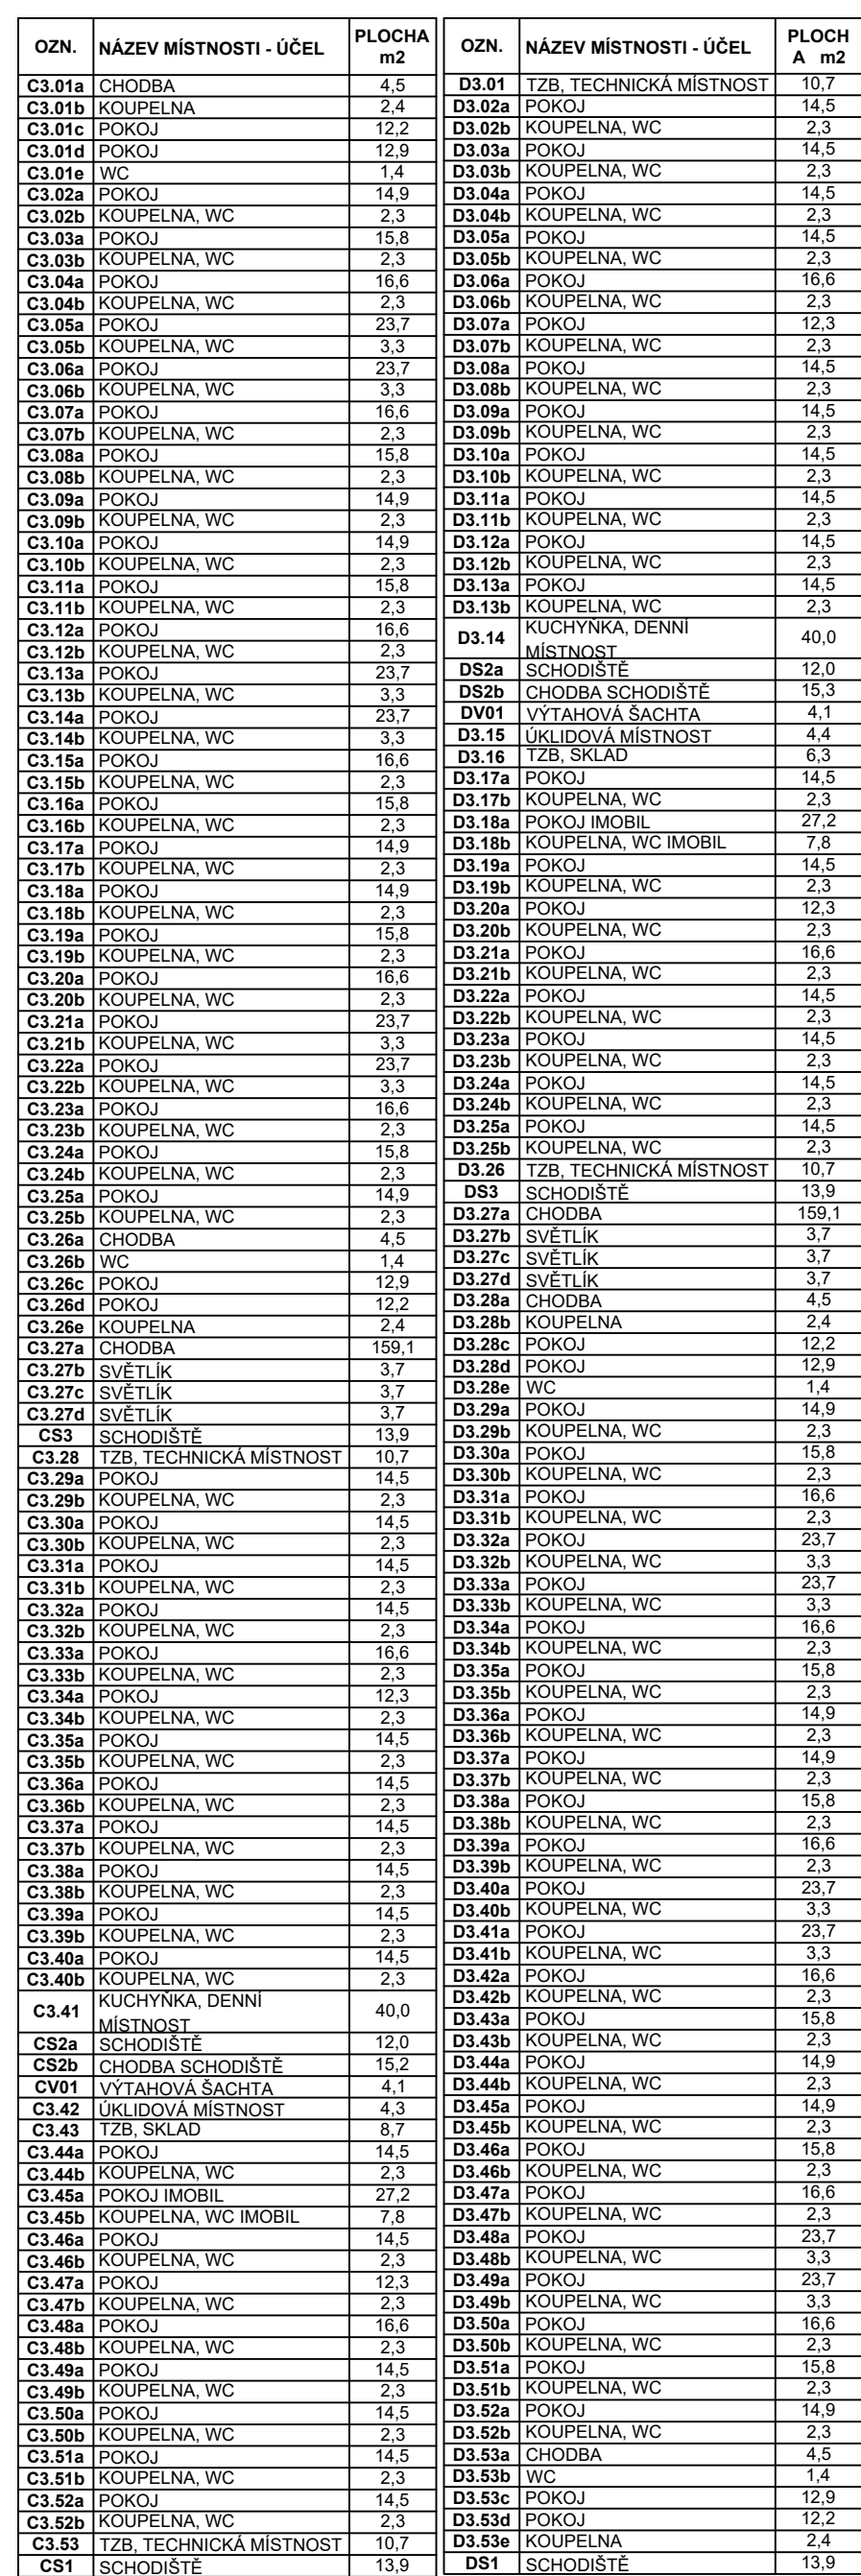 OZN. NÁZEV MÍSTNOSTI - ÚČEL PLOCHA m2
C3.01a CHODBA 4,5
C3.01b KOUPELNA 2,4
C3.01c POKOJ 12,2
C3.01d POKOJ 12,9
C3.01e WC 1,4
C3.02a POKOJ 14,9
C3.02b KOUPELNA, WC 2,3
C3.03a POKOJ 15,8
C3.03b KOUPELNA, WC 2,3
C3.04a POKOJ 16,6
C3.04b KOUPELNA, WC 2,3
C3.05a POKOJ 23,7
C3.05b KOUPELNA, WC 3,3
C3.06a POKOJ 23,7
C3.06b KOUPELNA, WC 3,3
C3.07a POKOJ 16,6
C3.07b KOUPELNA, WC 2,3
C3.08a POKOJ 15,8
C3.08b KOUPELNA, WC 2,3
C3.09a POKOJ 14,9
C3.09b KOUPELNA, WC 2,3
C3.10a POKOJ 14,9
C3.10b KOUPELNA, WC 2,3
C3.11a POKOJ 15,8
C3.11b KOUPELNA, WC 2,3
C3.12a POKOJ 16,6
C3.12b KOUPELNA, WC 2,3
C3.13a POKOJ 23,7
C3.13b KOUPELNA, WC 3,3
C3.14a POKOJ 23,7
C3.14b KOUPELNA, WC 3,3
C3.15a POKOJ 16,6
C3.15b KOUPELNA, WC 2,3
C3.16a POKOJ 15,8
C3.16b KOUPELNA, WC 2,3
C3.17a POKOJ 14,9
C3.17b KOUPELNA, WC 2,3
C3.18a POKOJ 14,9
C3.18b KOUPELNA, WC 2,3
C3.19a POKOJ 15,8
C3.19b KOUPELNA, WC 2,3
C3.20a POKOJ 16,6
C3.20b KOUPELNA, WC 2,3
C3.21a POKOJ 23,7
C3.21b KOUPELNA, WC 3,3
C3.22a POKOJ 23,7
C3.22b KOUPELNA, WC 3,3
C3.23a POKOJ 16,6
C3.23b KOUPELNA, WC 2,3
C3.24a POKOJ 15,8
C3.24b KOUPELNA, WC 2,3
C3.25a POKOJ 14,9
C3.25b KOUPELNA, WC 2,3
C3.26a CHODBA 4,5
C3.26b WC 1,4
C3.26c POKOJ 12,9
C3.26d POKOJ 12,2
C3.26e KOUPELNA 2,4
C3.27a CHODBA 159,1
C3.27b SVĚTLÍK 3,7
C3.27c SVĚTLÍK 3,7
C3.27d SVĚTLÍK 3,7
CS3 SCHODIŠTĚ 13,9
C3.28 TZB, TECHNICKÁ MÍSTNOST 10,7
C3.29a POKOJ 14,5
C3.29b KOUPELNA, WC 2,3
C3.30a POKOJ 14,5
C3.30b KOUPELNA, WC 2,3
C3.31a POKOJ 14,5
C3.31b KOUPELNA, WC 2,3
C3.32a POKOJ 14,5
C3.32b KOUPELNA, WC 2,3
C3.33a POKOJ 16,6
C3.33b KOUPELNA, WC 2,3
C3.34a POKOJ 12,3
C3.34b KOUPELNA, WC 2,3
C3.35a POKOJ 14,5
C3.35b KOUPELNA, WC 2,3
C3.36a POKOJ 14,5
C3.36b KOUPELNA, WC 2,3
C3.37a POKOJ 14,5
C3.37b KOUPELNA, WC 2,3
C3.38a POKOJ 14,5
C3.38b KOUPELNA, WC 2,3
C3.39a POKOJ 14,5
C3.39b KOUPELNA, WC 2,3
C3.40a POKOJ 14,5
C3.40b KOUPELNA, WC 2,3
C3.41 KUCHYŇKA, DENNÍ MÍSTNOST 40,0
CS2a SCHODIŠTĚ 12,0
CS2b CHODBA SCHODIŠTĚ 15,2
CV01 VÝTAHOVÁ ŠACHTA 4,1
C3.42 ÚKLIDOVÁ MÍSTNOST 4,3
C3.43 TZB, SKLAD 8,7
C3.44a POKOJ 14,5
C3.44b KOUPELNA, WC 2,3
C3.45a POKOJ IMOBIL 27,2
C3.45b KOUPELNA, WC IMOBIL 7,8
C3.46a POKOJ 14,5
C3.46b KOUPELNA, WC 2,3
C3.47a POKOJ 12,3
C3.47b KOUPELNA, WC 2,3
C3.48a POKOJ 16,6
C3.48b KOUPELNA, WC 2,3
C3.49a POKOJ 14,5
C3.49b KOUPELNA, WC 2,3
C3.50a POKOJ 14,5
C3.50b KOUPELNA, WC 2,3
C3.51a POKOJ 14,5
C3.51b KOUPELNA, WC 2,3
C3.52a POKOJ 14,5
C3.52b KOUPELNA, WC 2,3
C3.53 TZB, TECHNICKÁ MÍSTNOST 10,7
CS1 SCHODIŠTĚ 13,9
OZN. NÁZEV MÍSTNOSTI - ÚČEL PLOCH
A m2
D3.01 TZB, TECHNICKÁ MÍSTNOST 10,7
D3.02a POKOJ 14,5
D3.02b KOUPELNA, WC 2,3
D3.03a POKOJ 14,5
D3.03b KOUPELNA, WC 2,3
D3.04a POKOJ 14,5
D3.04b KOUPELNA, WC 2,3
D3.05a POKOJ 14,5
D3.05b KOUPELNA, WC 2,3
D3.06a POKOJ 16,6
D3.06b KOUPELNA, WC 2,3
D3.07a POKOJ 12,3
D3.07b KOUPELNA, WC 2,3
D3.08a POKOJ 14,5
D3.08b KOUPELNA, WC 2,3
D3.09a POKOJ 14,5
D3.09b KOUPELNA, WC 2,3
D3.10a POKOJ 14,5
D3.10b KOUPELNA, WC 2,3
D3.11a POKOJ 14,5
D3.11b KOUPELNA, WC 2,3
D3.12a POKOJ 14,5
D3.12b KOUPELNA, WC 2,3
D3.13a POKOJ 14,5
D3.13b KOUPELNA, WC 2,3
D3.14 KUCHYŇKA, DENNÍ MÍSTNOST 40,0
DS2a SCHODIŠTĚ 12,0
DS2b CHODBA SCHODIŠTĚ 15,3
DV01 VÝTAHOVÁ ŠACHTA 4,1
D3.15 ÚKLIDOVÁ MÍSTNOST 4,4
D3.16 TZB, SKLAD 6,3
D3.17a POKOJ 14,5
D3.17b KOUPELNA, WC 2,3
D3.18a POKOJ IMOBIL 27,2
D3.18b KOUPELNA, WC IMOBIL 7,8
D3.19a POKOJ 14,5
D3.19b KOUPELNA, WC 2,3
D3.20a POKOJ 12,3
D3.20b KOUPELNA, WC 2,3
D3.21a POKOJ 16,6
D3.21b KOUPELNA, WC 2,3
D3.22a POKOJ 14,5
D3.22b KOUPELNA, WC 2,3
D3.23a POKOJ 14,5
D3.23b KOUPELNA, WC 2,3
D3.24a POKOJ 14,5
D3.24b KOUPELNA, WC 2,3
D3.25a POKOJ 14,5
D3.25b KOUPELNA, WC 2,3
D3.26 TZB, TECHNICKÁ MÍSTNOST 10,7
DS3 SCHODIŠTĚ 13,9
D3.27a CHODBA 159,1
D3.27b SVĚTLÍK 3,7
D3.27c SVĚTLÍK 3,7
D3.27d SVĚTLÍK 3,7
D3.28a CHODBA 4,5
D3.28b KOUPELNA 2,4
D3.28c POKOJ 12,2
D3.28d POKOJ 12,9
D3.28e WC 1,4
D3.29a POKOJ 14,9
D3.29b KOUPELNA, WC 2,3
D3.30a POKOJ 15,8
D3.30b KOUPELNA, WC 2,3
D3.31a POKOJ 16,6
D3.31b KOUPELNA, WC 2,3
D3.32a POKOJ 23,7
D3.32b KOUPELNA, WC 3,3
D3.33a POKOJ 23,7
D3.33b KOUPELNA, WC 3,3
D3.34a POKOJ 16,6
D3.34b KOUPELNA, WC 2,3
D3.35a POKOJ 15,8
D3.35b KOUPELNA, WC 2,3
D3.36a POKOJ 14,9
D3.36b KOUPELNA, WC 2,3
D3.37a POKOJ 14,9
D3.37b KOUPELNA, WC 2,3
D3.38a POKOJ 15,8
D3.38b KOUPELNA, WC 2,3
D3.39a POKOJ 16,6
D3.39b KOUPELNA, WC 2,3
D3.40a POKOJ 23,7
D3.40b KOUPELNA, WC 3,3
D3.41a POKOJ 23,7
D3.41b KOUPELNA, WC 3,3
D3.42a POKOJ 16,6
D3.42b KOUPELNA, WC 2,3
D3.43a POKOJ 15,8
D3.43b KOUPELNA, WC 2,3
D3.44a POKOJ 14,9
D3.44b KOUPELNA, WC 2,3
D3.45a POKOJ 14,9
D3.45b KOUPELNA, WC 2,3
D3.46a POKOJ 15,8
D3.46b KOUPELNA, WC 2,3
D3.47a POKOJ 16,6
D3.47b KOUPELNA, WC 2,3
D3.48a POKOJ 23,7
D3.48b KOUPELNA, WC 3,3
D3.49a POKOJ 23,7
D3.49b KOUPELNA, WC 3,3
D3.50a POKOJ 16,6
D3.50b KOUPELNA, WC 2,3
D3.51a POKOJ 15,8
D3.51b KOUPELNA, WC 2,3
D3.52a POKOJ 14,9
D3.52b KOUPELNA, WC 2,3
D3.53a CHODBA 4,5
D3.53b WC 1,4
D3.53c POKOJ 12,9
D3.53d POKOJ 12,2
D3.53e KOUPELNA 2,4
DS1 SCHODIŠTĚ 13,9